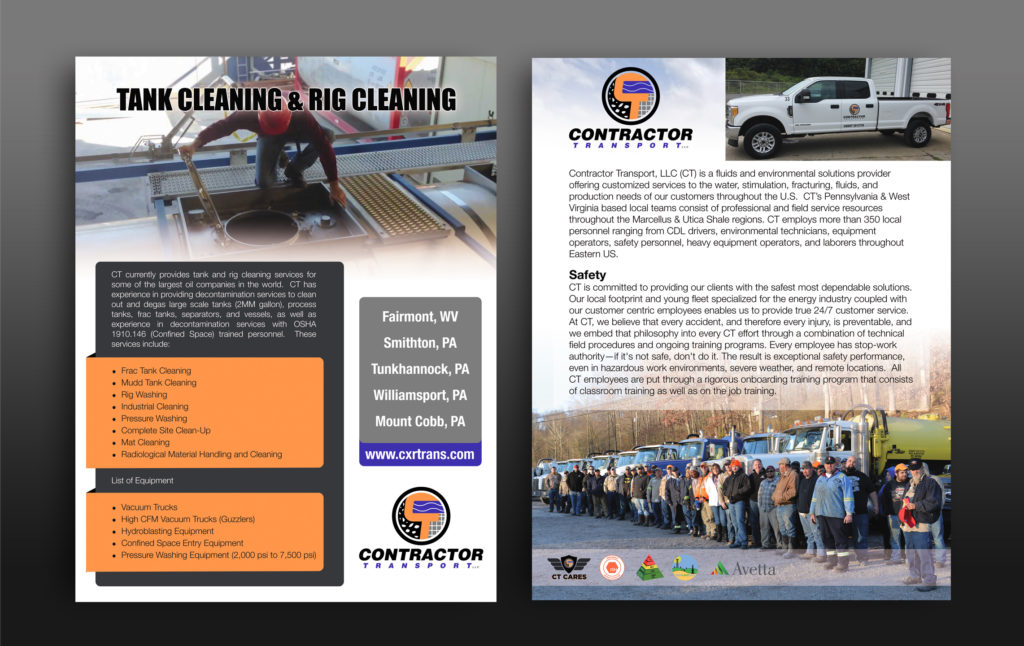 TANK CLEANING & RIG CLEANING
CT currently provides tank and rig cleaning services for
some of the largest oil companies in the world. CT has
experience in providing decontamination services to clean
out and degas large scale tanks (2MM gallon), process
tanks, frac tanks, separators, and vessels, as well as
experience in decontamination services with OSHA
1910.146 (Confined Space) trained personnel. These
services include:
• Frac Tank Cleaning
• Mudd Tank Cleaning
• Rig Washing
• Industrial Cleaning
• Pressure Washing
• Complete Site Clean-Up
• Mat Cleaning
• Radiological Material Handling and Cleaning
List of Equipment
• Vacuum Trucks
• High CFM Vacuum Trucks (Guzzlers)
• Hydroblasting Equipment
• Confined Space Entry Equipment
• Pressure Washing Equipment (2,000 psi to 7,500 psi)
Fairmont, WV
Smithton, PA
Tunkhannock, PA
Williamsport, PA
Mount Cobb, PA
www.cxrtrans.com
CONTRACTOR
TRANSPORT LLC
CONTRACTOR
TRANSPORT LLC
CONTRACTOR
Contractor Transport, LLC (CT) is a fluids and environmental solutions provider
offering customized services to the water, stimulation, fracturing, fluids, and
production needs of our customers throughout the U.S. CT's Pennsylvania & West
Virginia based local teams consist of professional and field service resources
throughout the Marcellus & Utica Shale regions. CT employs more than 350 local
personnel ranging from CDL drivers, environmental technicians, equipment
operators, safety personnel, heavy equipment operators, and laborers throughout
Eastern US.
Safety
CT is committed to providing our clients with the safest most dependable solutions.
Our local footprint and young fleet specialized for the energy industry coupled with
our customer centric employees enables us to provide true 24/7 customer service.
At CT, we believe that every accident, and therefore every injury, is preventable, and
we embed that philosophy into every CT effort through a combination of technical
field procedures and ongoing training programs. Every employee has stop-work
authority—if it's not safe, don't do it. The result is exceptional safety performance,
even in hazardous work environments, severe weather, and remote locations. All
CT employees are put through a rigorous onboarding training program that consists
of classroom training as well as on the job training.
CT CARES
Avetta